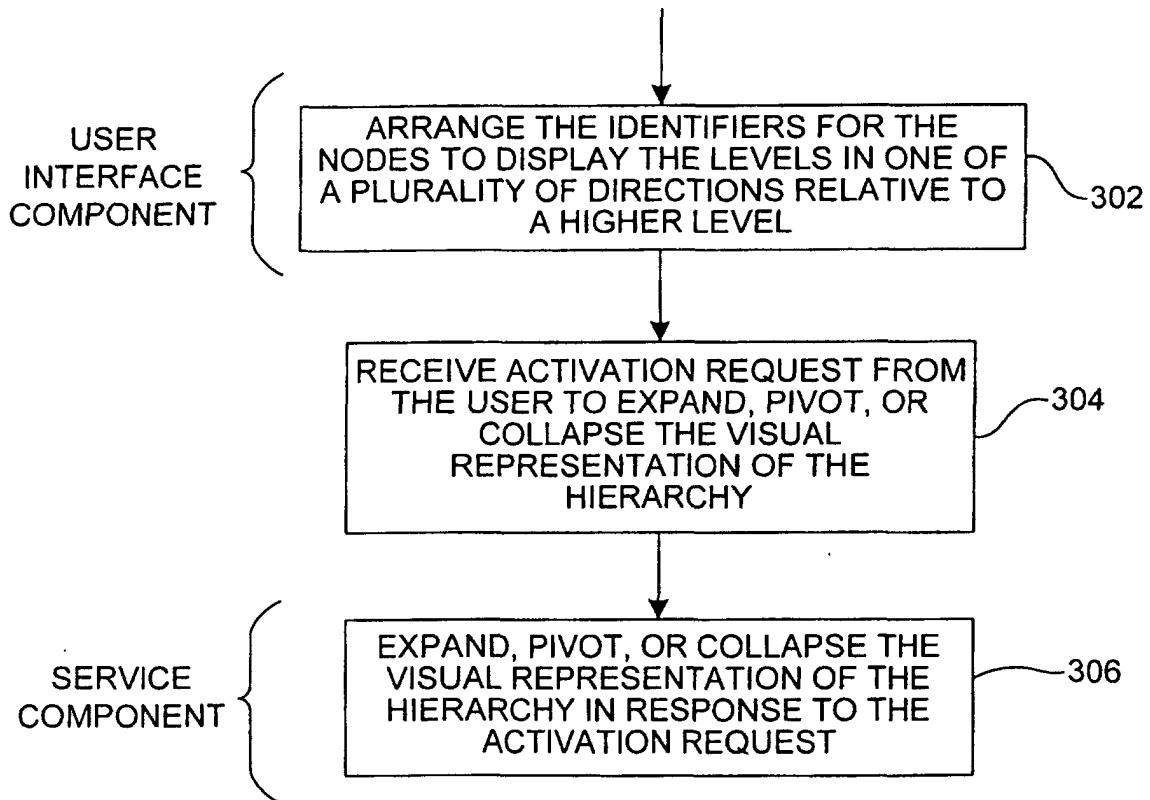 USER
INTERFACE
COMPONENT
ARRANGE THE IDENTIFIERS FOR THE
NODES TO DISPLAY THE LEVELS IN ONE OF
A PLURALITY OF DIRECTIONS RELATIVE TO
A HIGHER LEVEL
302
RECEIVE ACTIVATION REQUEST FROM
THE USER TO EXPAND, PIVOT, OR
COLLAPSE THE VISUAL
REPRESENTATION OF THE
HIERARCHY
304
SERVICE
COMPONENT
EXPAND, PIVOT, OR COLLAPSE THE
VISUAL REPRESENTATION OF THE
HIERARCHY IN RESPONSE TO THE
ACTIVATION REQUEST
306